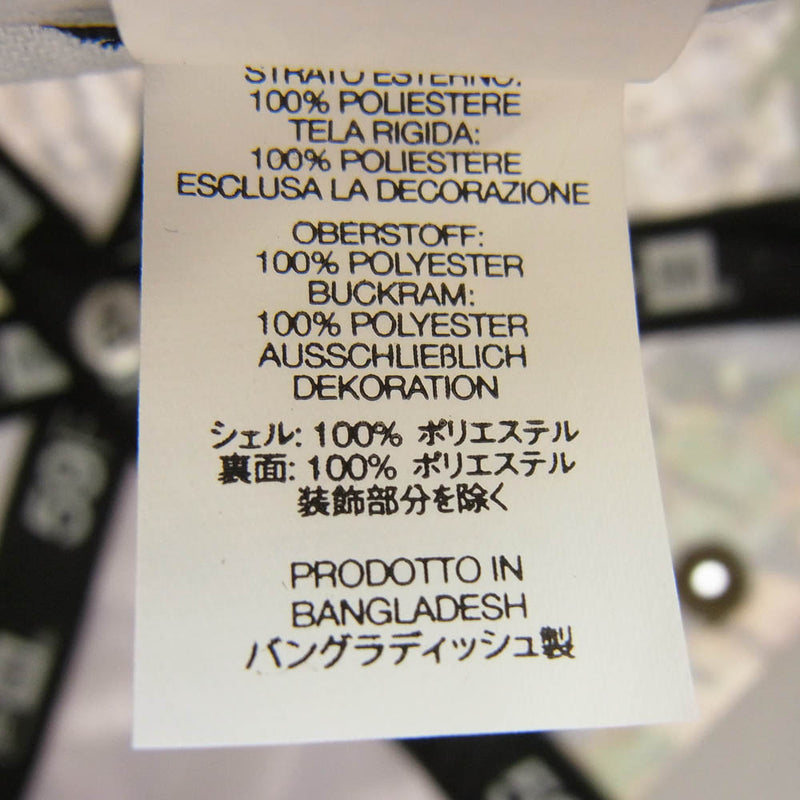 STRATO ESTERNO:
100% POLIESTERE
TELA RIGIDA:
100% POLIESTERE
ESCLUSA LA DECORAZIONE
OBERSTOFF:
100% POLYESTER
BUCKRAM:
100% POLYESTER
AUSSCHLIEßLICH
DEKORATION
シェル: 100% ポリエステル
裏面: 100% ポリエステル
装飾部分を除く
PRODOTTO IN
BANGLADESH
バングラディッシュ製